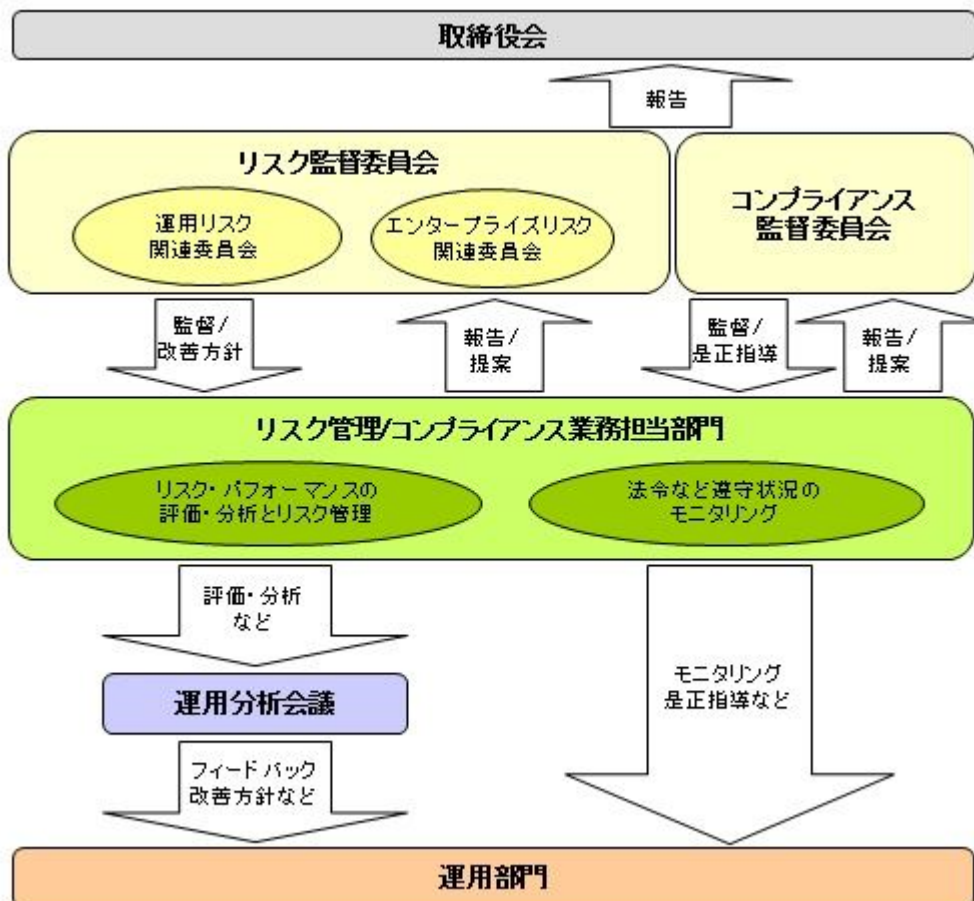 取締役会
報告
リスク監督委員会
運用リスク
関連委員会
エンタープライズリスク
関連委員会
コンプライアンス
監督委員会
監督/
改善方針
報告/
提案
監督/
是正指導
報告/
提案
リスク管理/コンプライアンス業務担当部門
リスク・パフォーマンスの
評価・分析とリスク管理
法令など遵守状況の
モニタリング
評価・分析
など
運用分析会議
モニタリング
是正指導など
フィードバック
改善方針など
運用部門